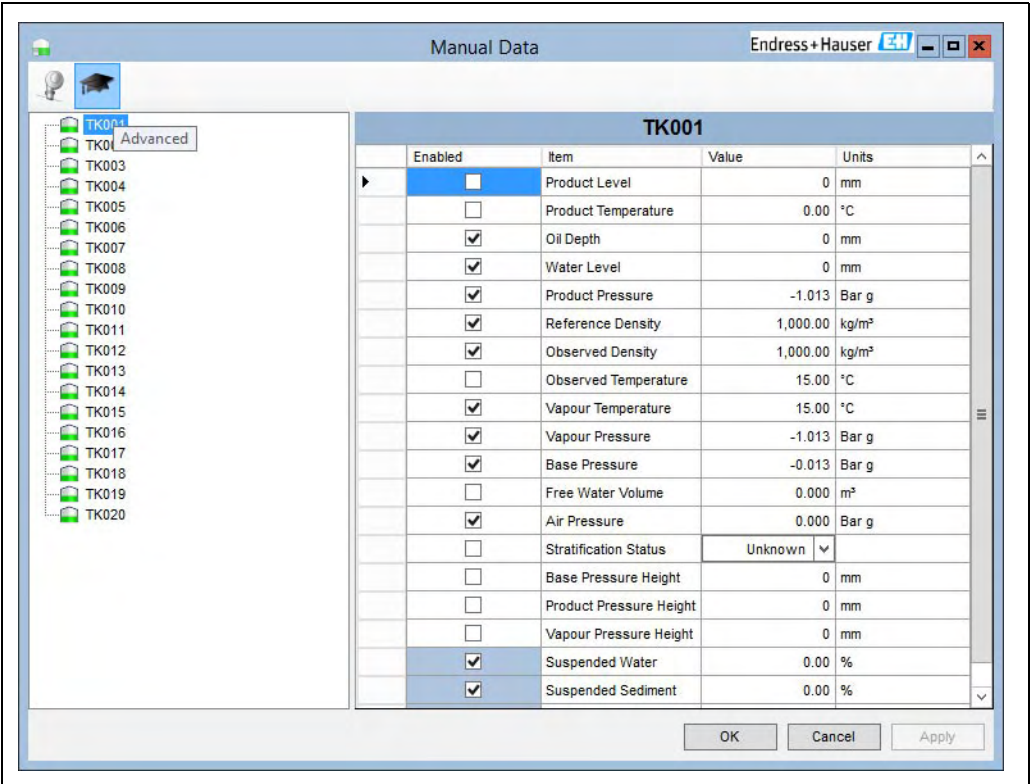 Manual Data
Endress+Hauser EH
TK001
Advanced
TK003
TK004
TK005
TK006
TK007
TK008
TK009
TK010
TK011
TK012
TK013
TK014
TK015
TK016
TK017
TK018
TK019
TK020
TK001
Enabled Item Value Units
Product Level 0 mm
Product Temperature 0.00 °C
Oil Depth 0 mm
Water Level 0 mm
Product Pressure -1.013 Bar g
Reference Density 1,000.00 kg/m³
Observed Density 1,000.00 kg/m³
Observed Temperature 15.00 °C
Vapour Temperature 15.00 °C
Vapour Pressure -1.013 Bar g
Base Pressure -0.013 Bar g
Free Water Volume 0.000 m³
Air Pressure 0.000 Bar g
Stratification Status Unknown
Base Pressure Height 0 mm
Product Pressure Height 0 mm
Vapour Pressure Height 0 mm
Suspended Water 0.00 %
Suspended Sediment 0.00 %
OK Cancel Apply